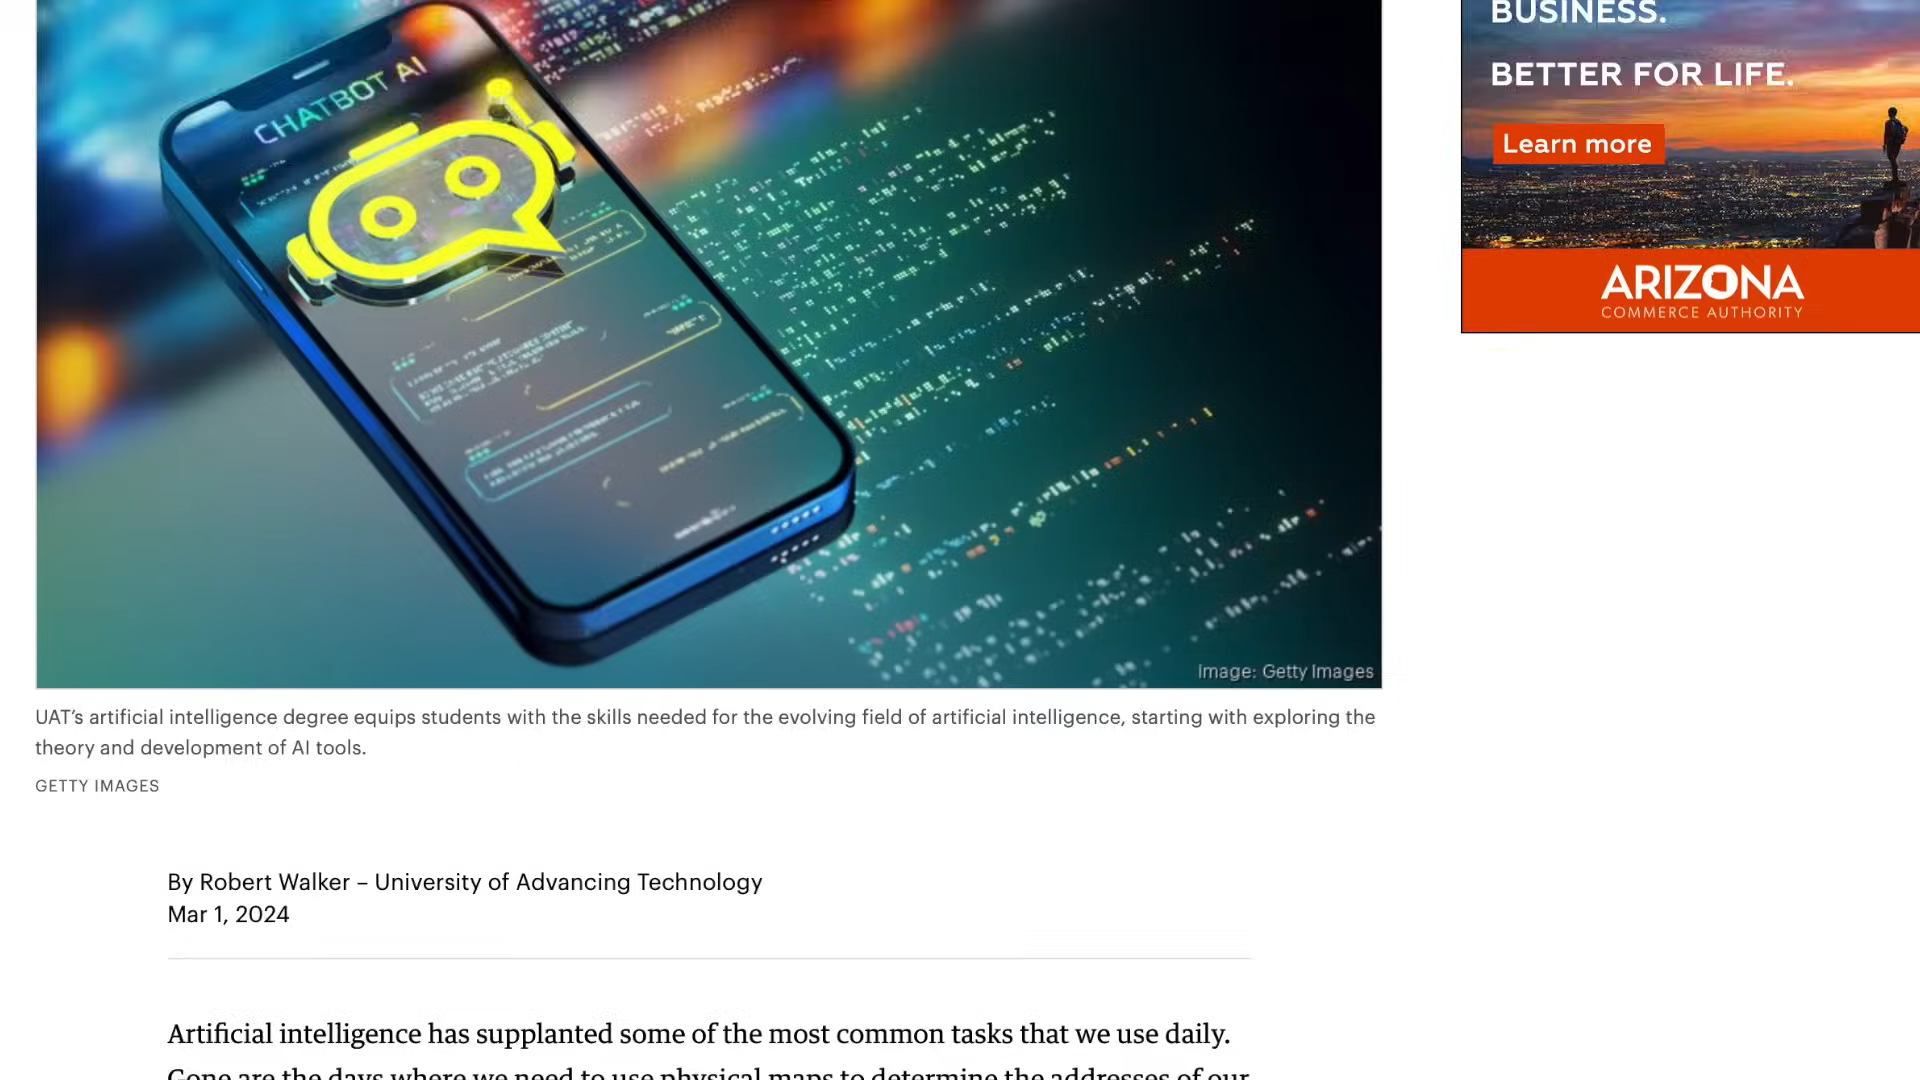 CHATBOT AI
Image: Getty Images
UAT’s artificial intelligence degree equips students with the skills needed for the evolving field of artificial intelligence, starting with exploring the
theory and development of AI tools.
GETTY IMAGES
By Robert Walker – University of Advancing Technology
Mar 1, 2024
Artificial intelligence has supplanted some of the most common tasks that we use daily.
Gone are the days where we need to use physical maps to determine the addresses of our
BUSINESS.
BETTER FOR LIFE.
Learn more
ARIZONA
COMMERCE AUTHORITY